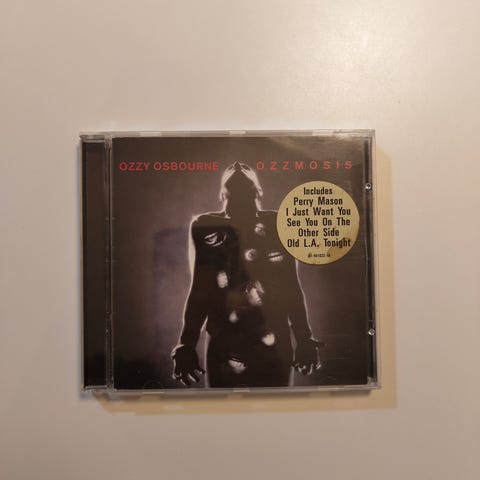 OZZY OSBOURNE OZZMOSIS
Includes
Perry Mason
I Just Want You
See You On The
Other Side
Old L.A. Tonight